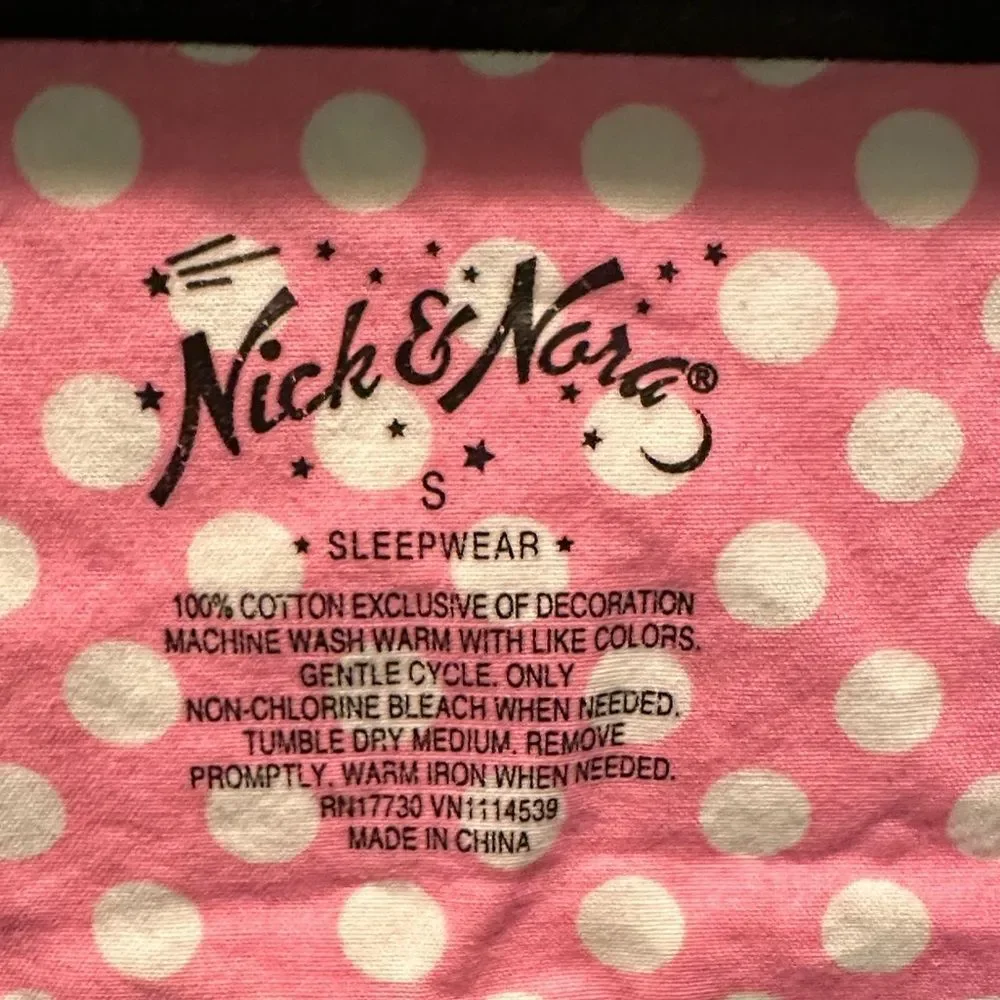 Nick & Nora®
S
★ SLEEPWEAR ★
100% COTTON EXCLUSIVE OF DECORATION
MACHINE WASH WARM WITH LIKE COLORS.
GENTLE CYCLE. ONLY
NON-CHLORINE BLEACH WHEN NEEDED.
TUMBLE DRY MEDIUM. REMOVE
PROMPTLY. WARM IRON WHEN NEEDED.
RN17730 VN1114539
MADE IN CHINA